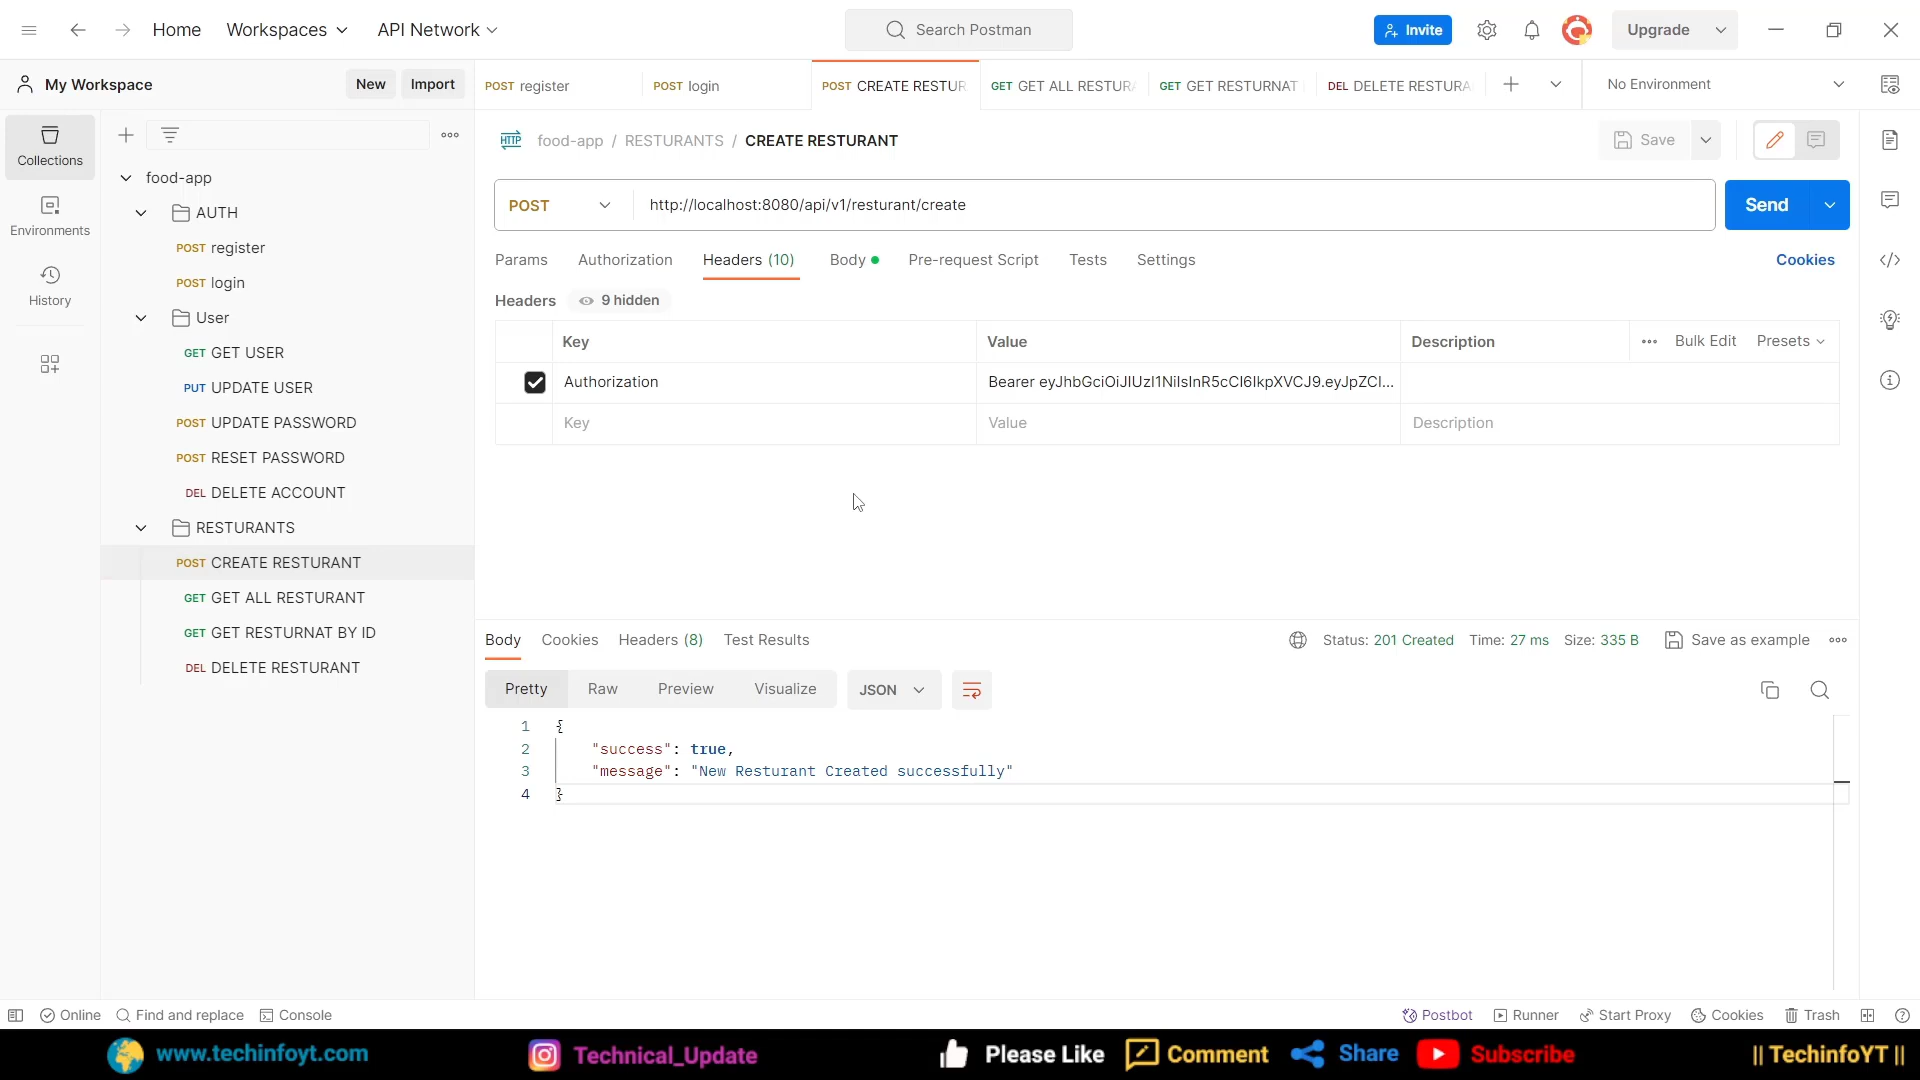 Home Workspaces API Network Search Postman Invite Upgrade
My Workspace New Import POST register POST login POST CREATE RESTUR GET GET ALL RESTUR GET GET RESTURNAT DEL DELETE RESTURA No Environment
Collections
Environments
History
food-app
AUTH
POST register
POST login
User
GET GET USER
PUT UPDATE USER
POST UPDATE PASSWORD
POST RESET PASSWORD
DEL DELETE ACCOUNT
RESTURANTS
POST CREATE RESTURANT
GET GET ALL RESTURANT
GET GET RESTURNAT BY ID
DEL DELETE RESTURANT
HTTP food-app / RESTURANTS / CREATE RESTURANT Save
POST http://localhost:8080/api/v1/resturant/create Send
Params Authorization Headers (10) Body Pre-request Script Tests Settings Cookies
Headers 9 hidden
Key Value Description Bulk Edit Presets
Authorization Bearer eyJhbGciOiJIUzI1NiIsInR5cCI6IkpXVCJ9.eyJpZCI...
Key Value Description
Body Cookies Headers (8) Test Results Status: 201 Created Time: 27 ms Size: 335 B Save as example
Pretty Raw Preview Visualize JSON
1 {
2 "success": true,
3 "message": "New Resturant Created successfully"
4 }
Online Find and replace Console Postbot Runner Start Proxy Cookies Trash
www.techinfoyt.com Technical_Update Please Like Comment Share Subscribe || TechinfoYT ||